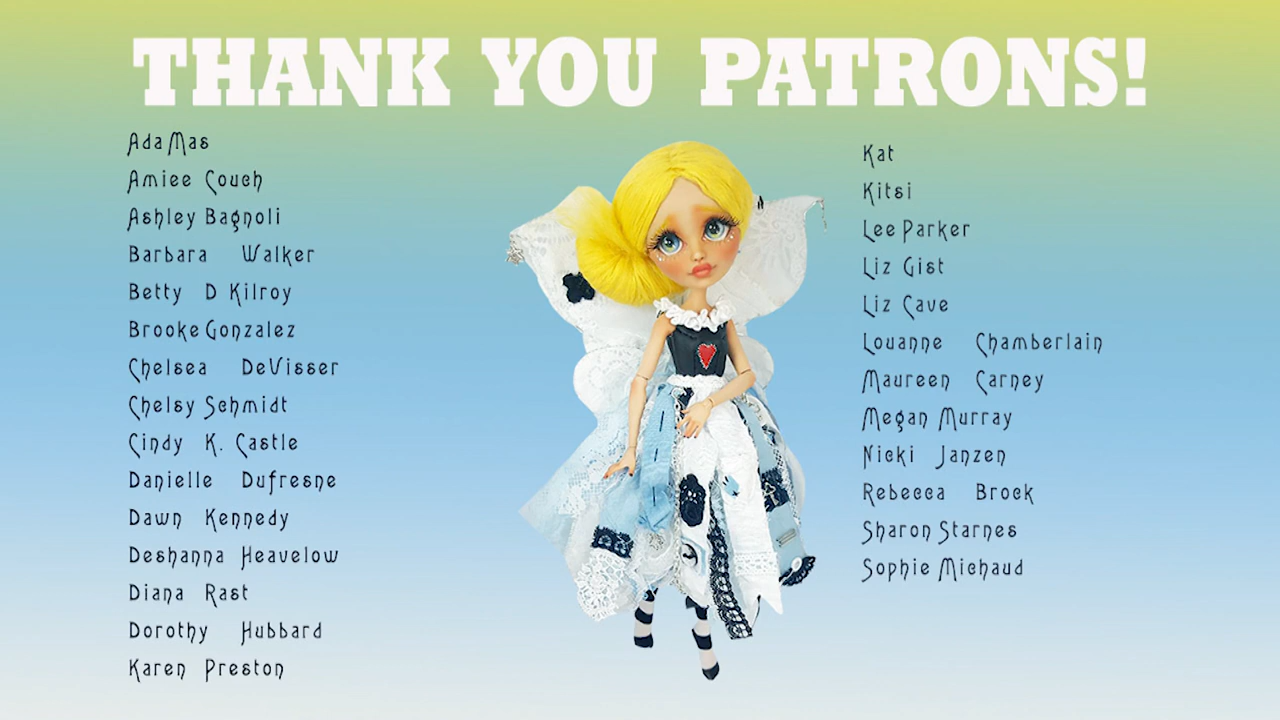 THANK YOU PATRONS!
Ada Mas
Amiee Couch
Ashley Bagnoli
Barbara Walker
Betty D Kilroy
Brooke Gonzalez
Chelsea DeVisser
Chelsy Schmidt
Cindy K. Castle
Danielle Dufresne
Dawn Kennedy
Deshanna Heavelow
Diana Rast
Dorothy Hubbard
Karen Preston
Kat
Kitsi
Lee Parker
Liz Gist
Liz Cave
Louanne Chamberlain
Maureen Carney
Megan Murray
Nicki Janzen
Rebecca Brock
Sharon Starnes
Sophie Michaud